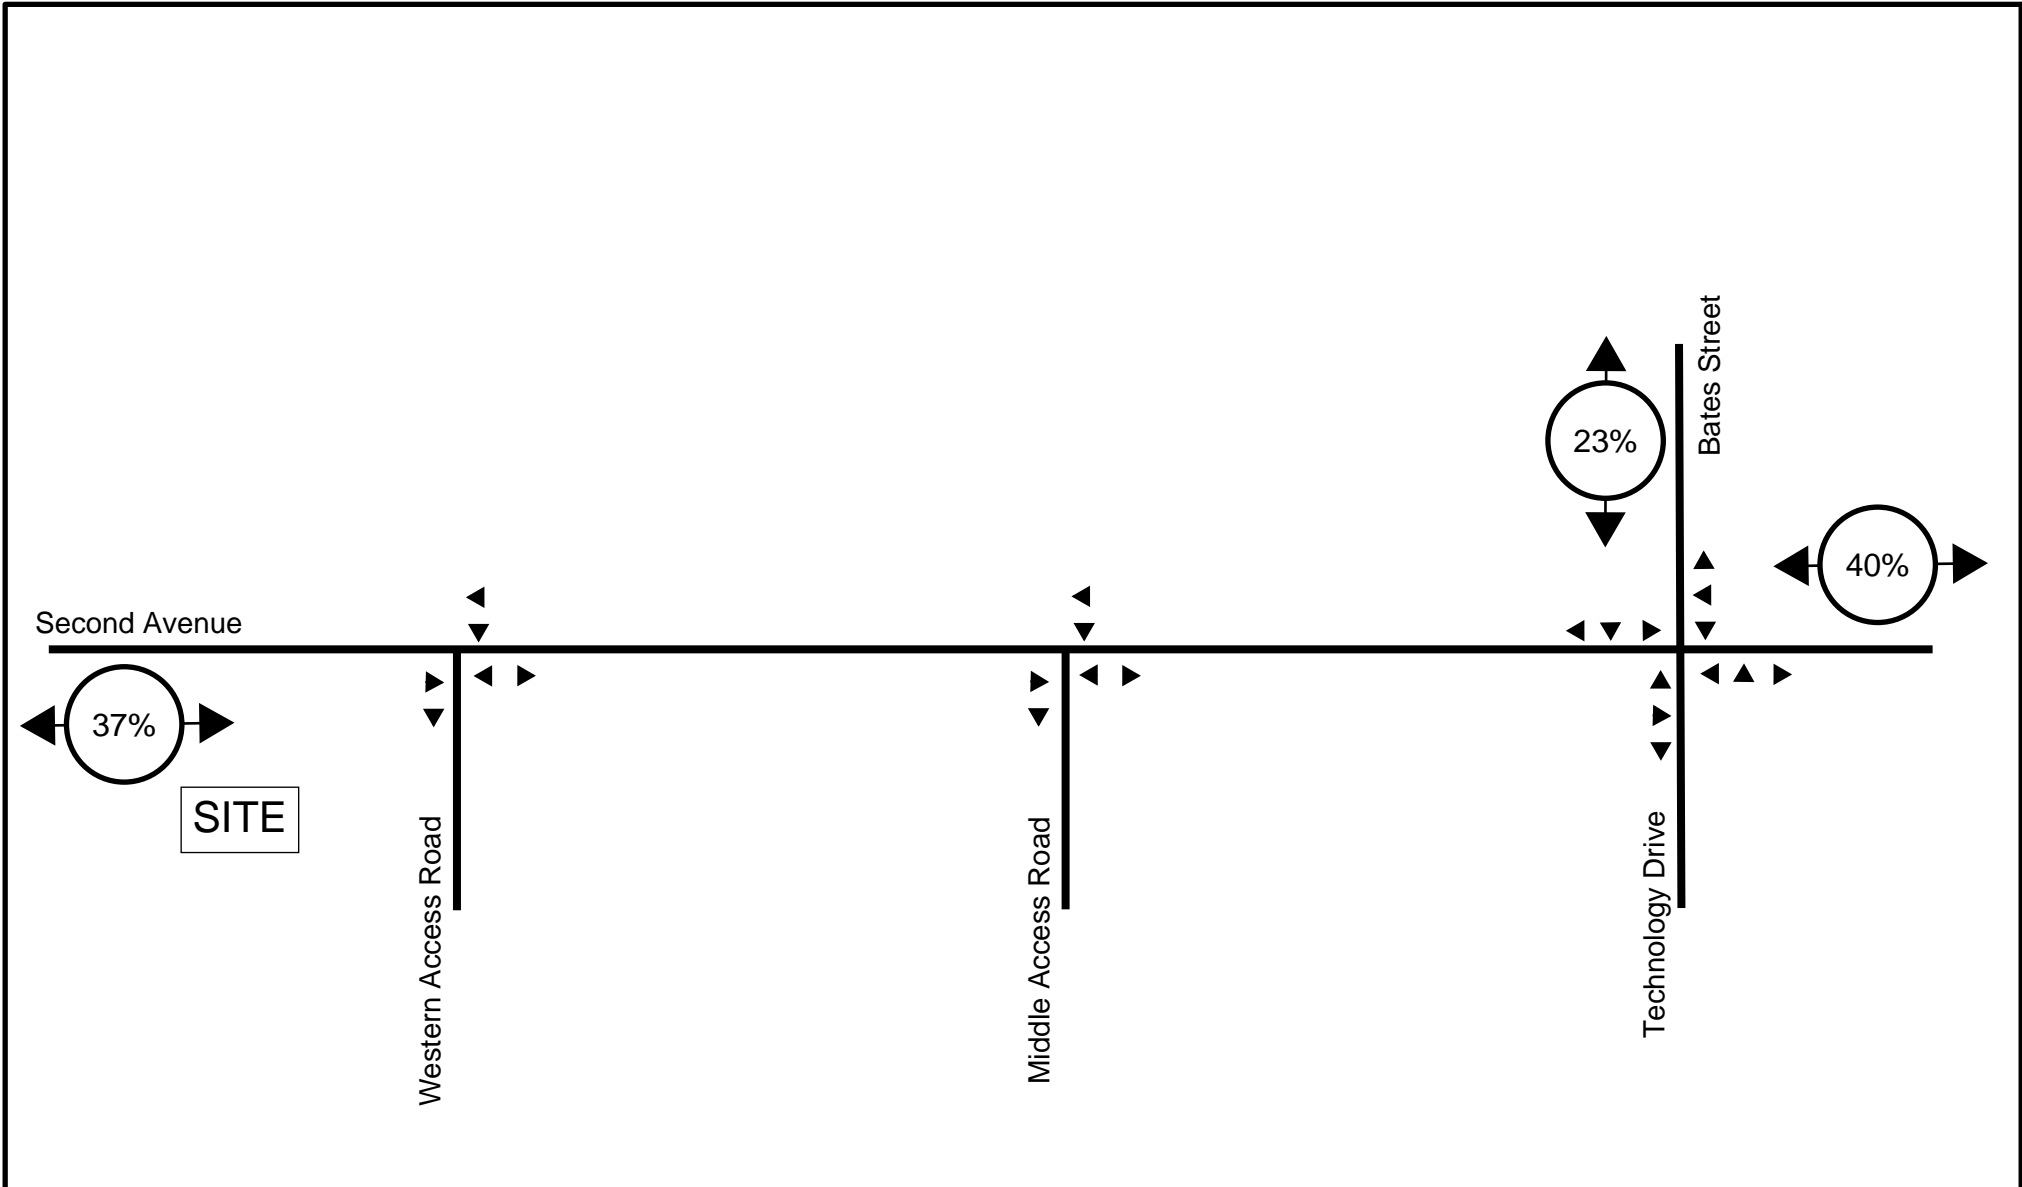 Bates Street
23%
40%
Second Avenue
37%
SITE
Western Access Road
Middle Access Road
Technology Drive